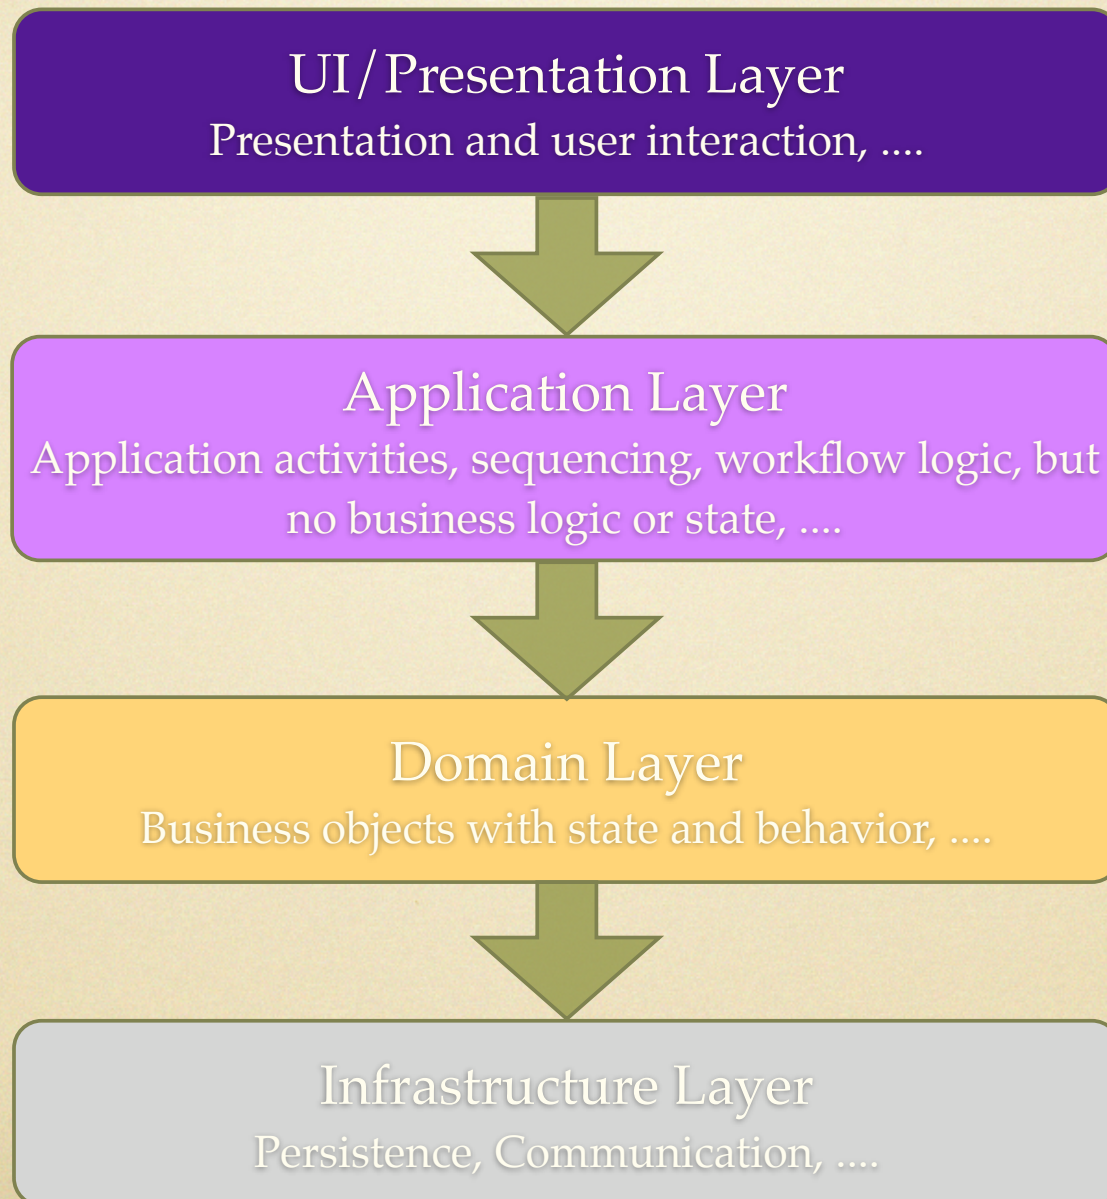 UI/Presentation Layer
Presentation and user interaction, ....
Application Layer
Application activities, sequencing, workflow logic, but
no business logic or state, ....
Domain Layer
Business objects with state and behavior, ....
Infrastructure Layer
Persistence, Communication, ....